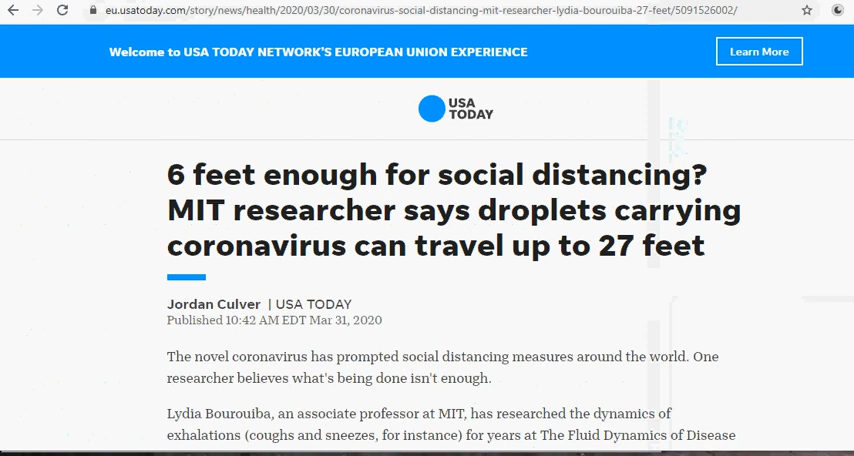 eu.usatoday.com/story/news/health/2020/03/30/coronavirus-social-distancing-mit-researcher-lydia-bourouiba-27-feet/5091526002/
Welcome to USA TODAY NETWORK'S EUROPEAN UNION EXPERIENCE
Learn More
USA
TODAY
6 feet enough for social distancing?
MIT researcher says droplets carrying
coronavirus can travel up to 27 feet
Jordan Culver | USA TODAY
Published 10:42 AM EDT Mar 31, 2020
The novel coronavirus has prompted social distancing measures around the world. One
researcher believes what's being done isn't enough.
Lydia Bourouiba, an associate professor at MIT, has researched the dynamics of
exhalations (coughs and sneezes, for instance) for years at The Fluid Dynamics of Disease